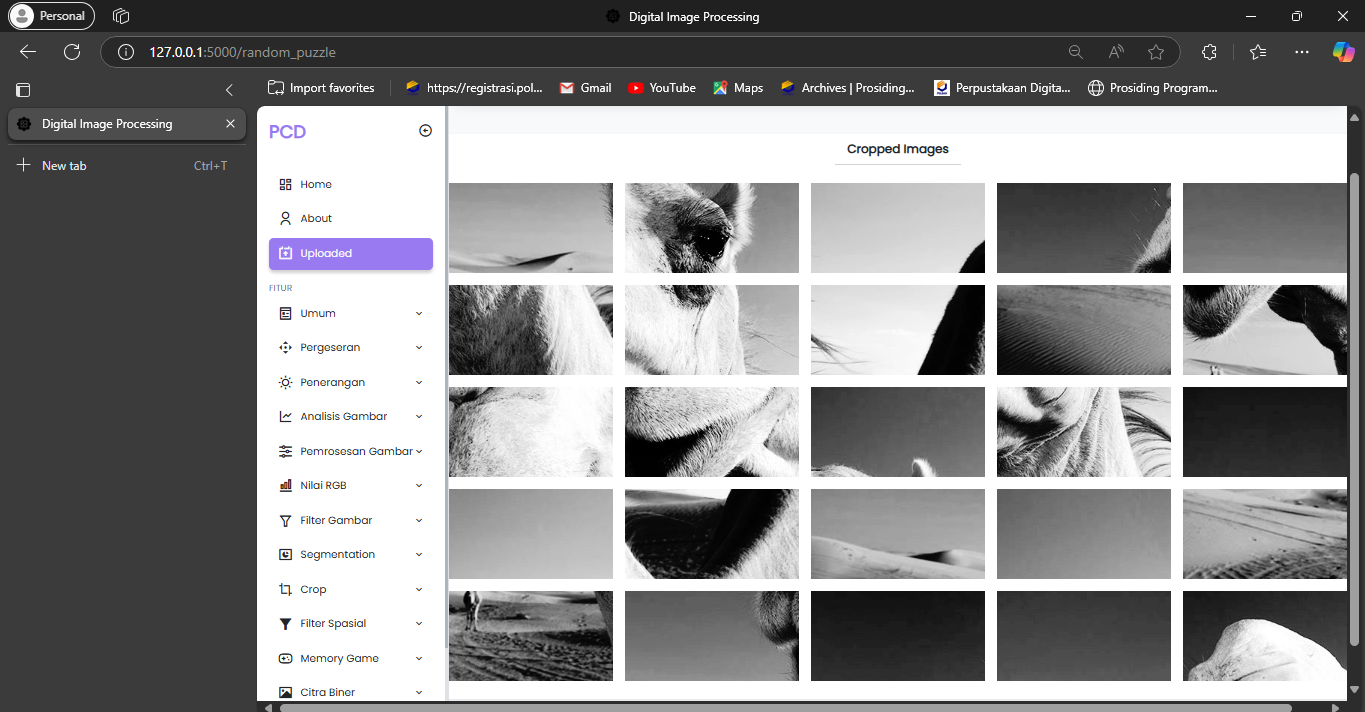 Personal
Digital Image Processing
127.0.0.1:5000/random_puzzle
Import favorites
https://registrasi.pol...
Gmail
YouTube
Maps
Archives | Prosiding...
Perpustakaan Digita...
Prosiding Program...
Digital Image Processing
New tab
Ctrl+T
PCD
Home
About
Uploaded
FITUR
Umum
Pergeseran
Penerangan
Analisis Gambar
Pemrosesan Gambar
Nilai RGB
Filter Gambar
Segmentation
Crop
Filter Spasial
Memory Game
Citra Biner
Cropped Images